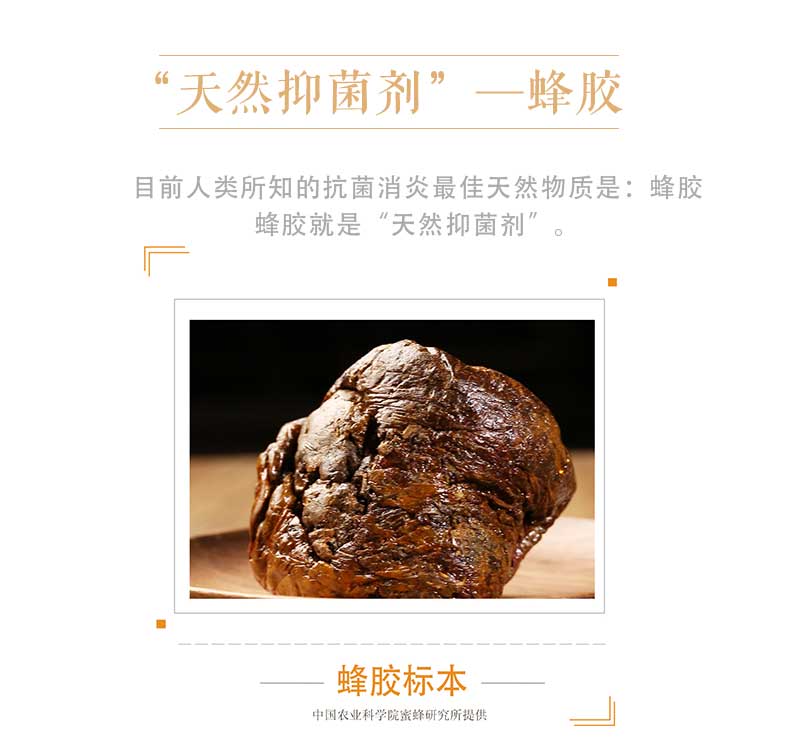 “天然抑菌剂”—蜂胶
目前人类所知的抗菌消炎最佳天然物质是：蜂胶
蜂胶就是“天然抑菌剂”。
蜂胶标本
中国农业科学院蜜蜂研究所提供